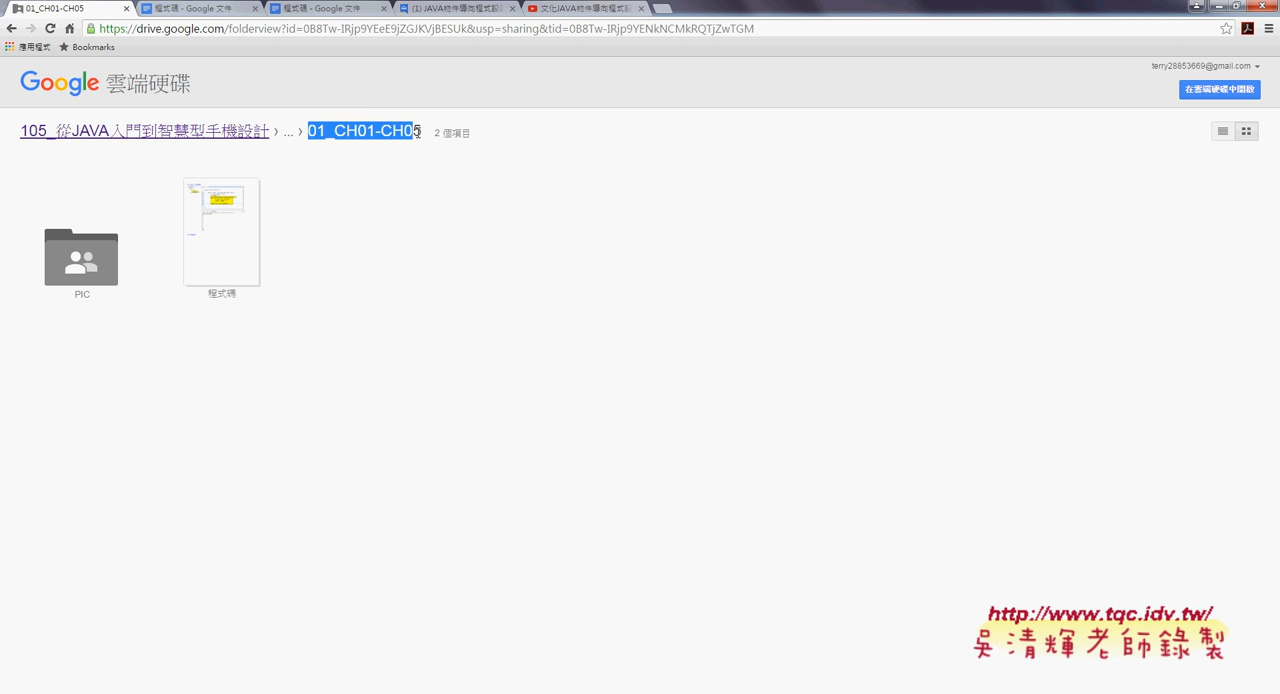 01_CH01-CH05
程式碼 - Google 文件
程式碼 - Google 文件
(1) JAVA物件導向程式設
文化JAVA物件導向程式設
https://drive.google.com/folderview?id=0B8Tw-IRjp9YEeE9jZGJKVjBESUk&usp=sharing&tid=0B8Tw-IRjp9YENkNCMkRQTjZwTGM
應用程式
Bookmarks
Google 雲端硬碟
terry28853669@gmail.com
在雲端硬碟中開啟
105_從JAVA入門到智慧型手機設計 › ... › 01_CH01-CH05 2 個項目
PIC
程式碼
http://www.tqc.idv.tw/
吳清輝老師錄製